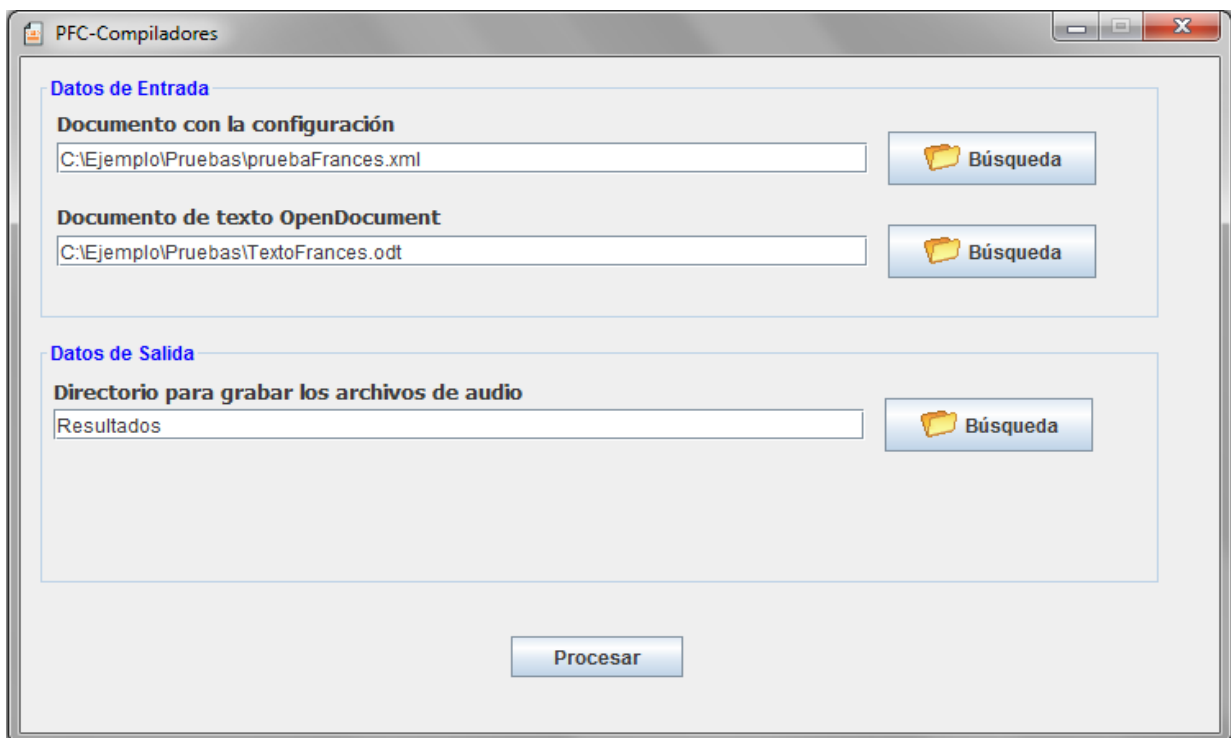 PFC-Compiladores
Datos de Entrada
Documento con la configuración
C:\Ejemplo\Pruebas\pruebaFrances.xml
Búsqueda
Documento de texto OpenDocument
C:\Ejemplo\Pruebas\TextoFrances.odt
Búsqueda
Datos de Salida
Directorio para grabar los archivos de audio
Resultados
Búsqueda
Procesar